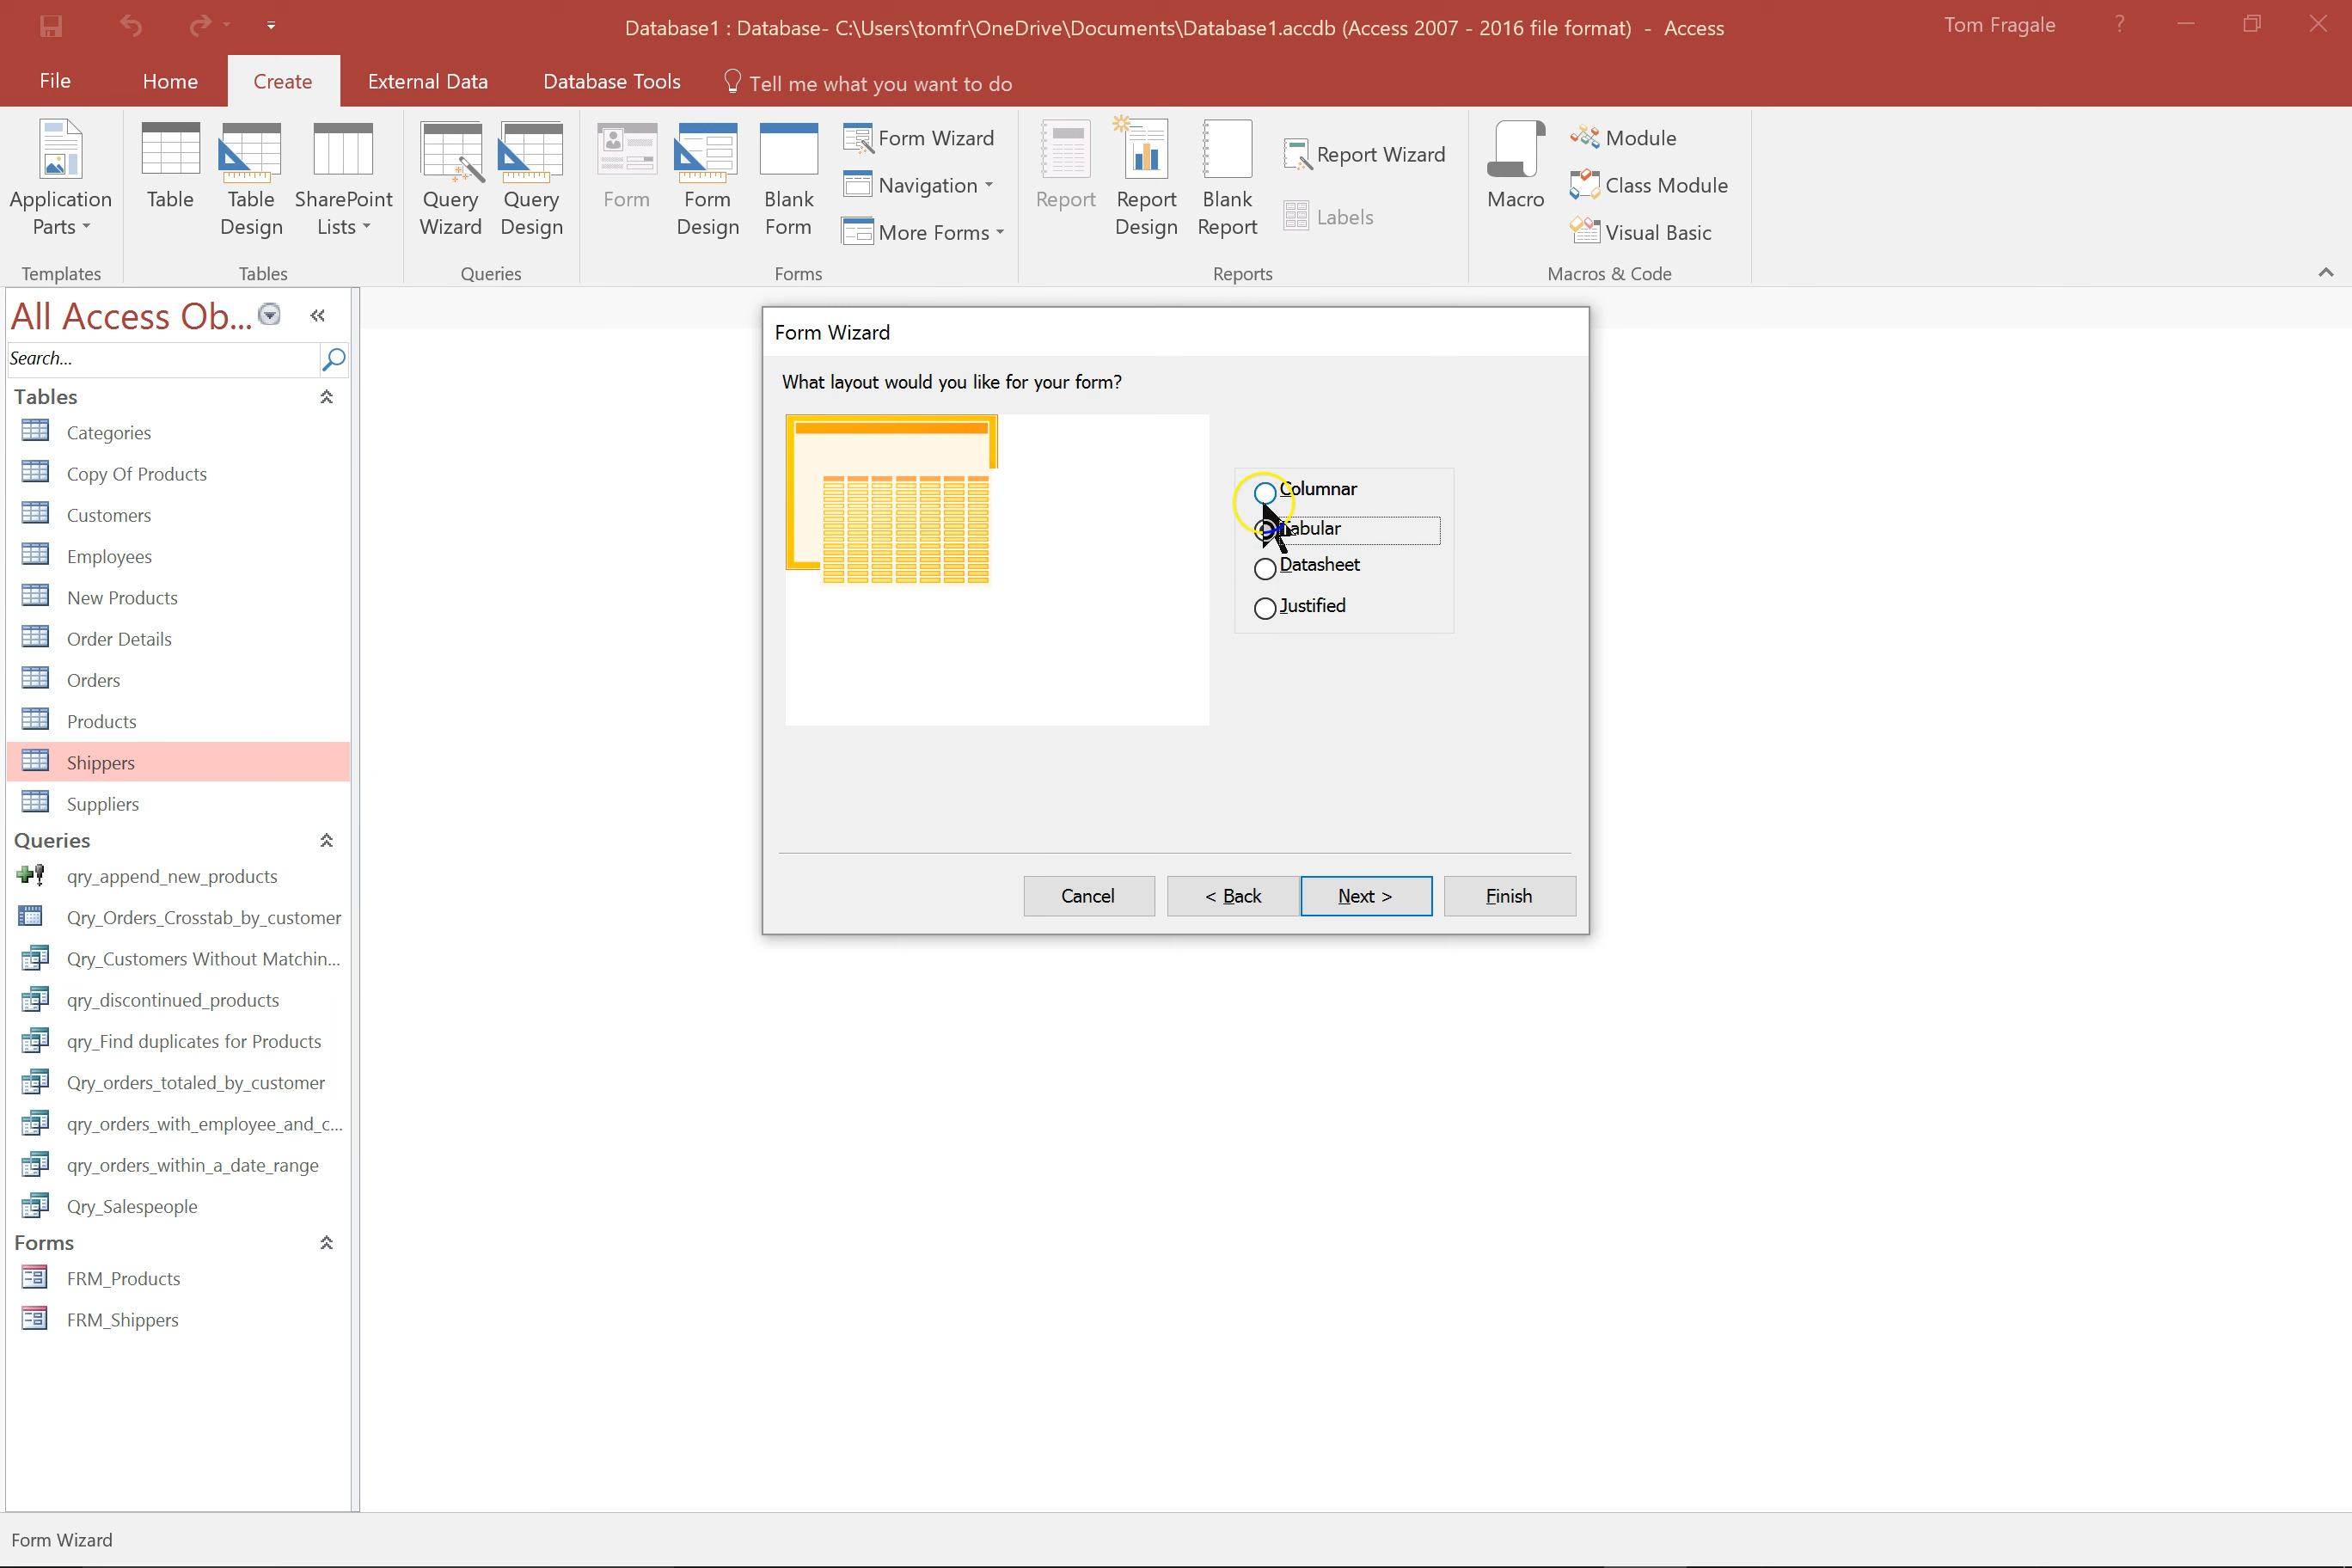 Database1 : Database- C:\Users\tomfr\OneDrive\Documents\Database1.accdb (Access 2007 - 2016 file format) - Access
Tom Fragale
?
File
Home
Create
External Data
Database Tools
Tell me what you want to do
Application
Parts
Templates
Table
Table
Design
SharePoint
Lists
Tables
Query
Wizard
Query
Design
Queries
Form
Form
Design
Blank
Form
Form Wizard
Navigation
More Forms
Forms
Report
Report
Design
Blank
Report
Report Wizard
Labels
Reports
Macro
Module
Class Module
Visual Basic
Macros & Code
All Access Ob...
Search...
Tables
Categories
Copy Of Products
Customers
Employees
New Products
Order Details
Orders
Products
Shippers
Suppliers
Queries
qry_append_new_products
Qry_Orders_Crosstab_by_customer
Qry_Customers Without Matchin...
qry_discontinued_products
qry_Find duplicates for Products
Qry_orders_totaled_by_customer
qry_orders_with_employee_and_c...
qry_orders_within_a_date_range
Qry_Salespeople
Forms
FRM_Products
FRM_Shippers
Form Wizard
What layout would you like for your form?
Columnar
Tabular
Datasheet
Justified
Cancel
< Back
Next >
Finish
Form Wizard